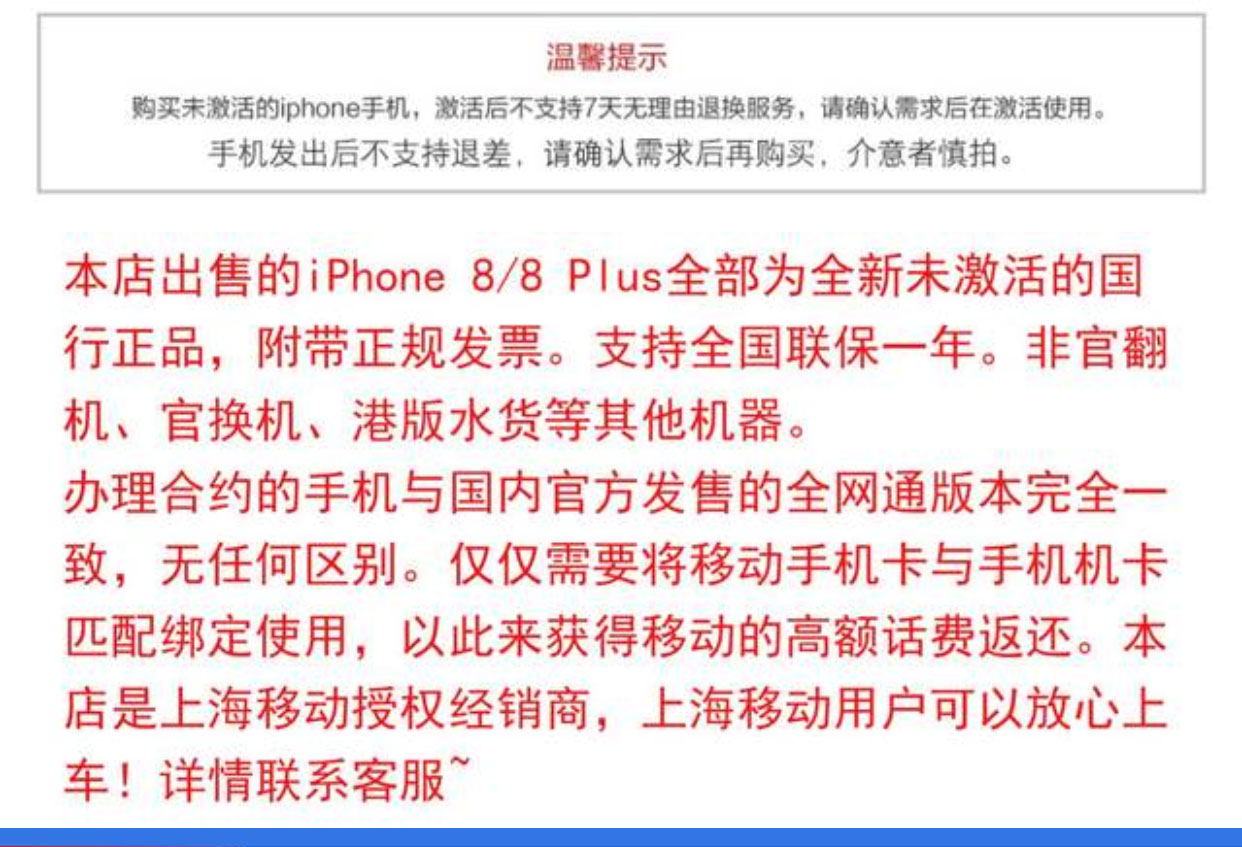 温馨提示
购买未激活的iphone手机，激活后不支持7天无理由退换服务，请确认需求后在激活使用。
手机发出后不支持退差，请确认需求后再购买，介意者慎拍。
本店出售的iPhone 8/8 Plus全部为全新未激活的国
行正品，附带正规发票。支持全国联保一年。非官翻
机、官换机、港版水货等其他机器。
办理合约的手机与国内官方发售的全网通版本完全一
致，无任何区别。仅仅需要将移动手机卡与手机机卡
匹配绑定使用，以此来获得移动的高额话费返还。本
店是上海移动授权经销商，上海移动用户可以放心上
车！详情联系客服~